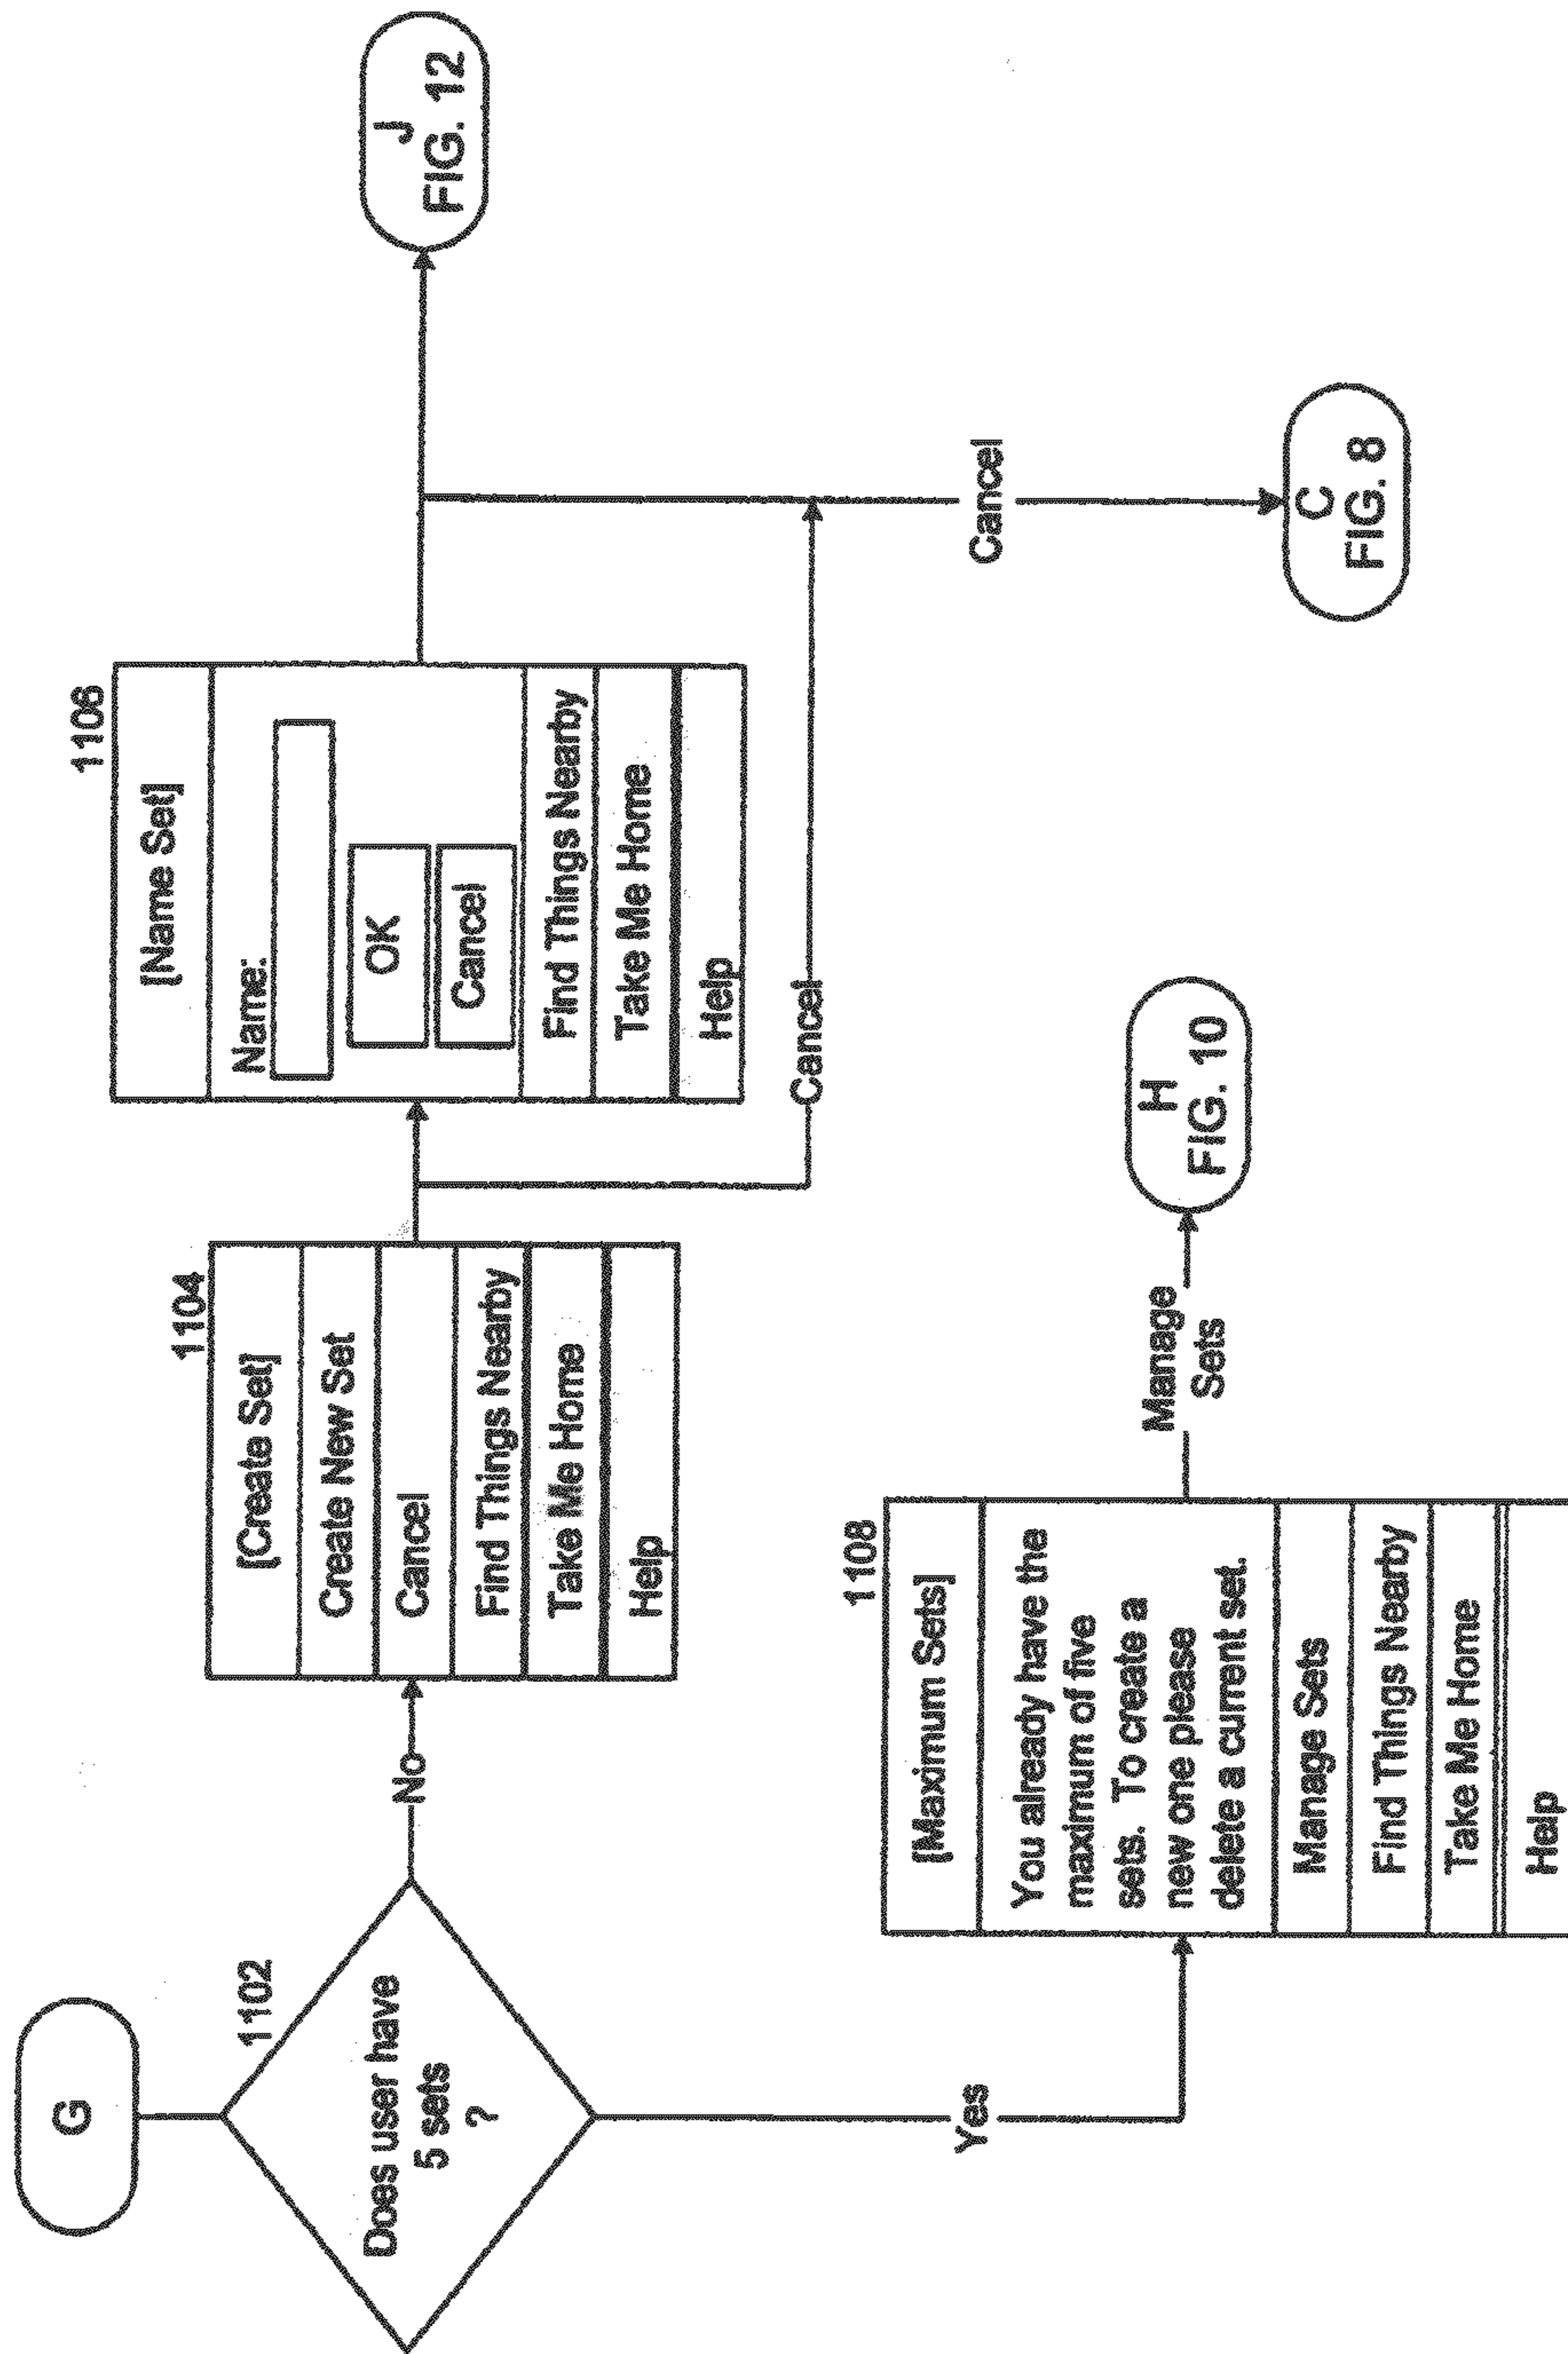 G
1102
Does user have
5 sets
?
No
Yes
1104
[Create Set]
Create New Set
Cancel
Find Things Nearby
Take Me Home
Help
1106
[Name Set]
Name:
OK
Cancel
Find Things Nearby
Take Me Home
Help
Cancel
J
FIG. 12
Cancel
C
FIG. 8
1108
[Maximum Sets]
You already have the
maximum of five
sets. To create a
new one please
delete a current set.
Manage Sets
Find Things Nearby
Take Me Home
Help
Manage
Sets
H
FIG. 10